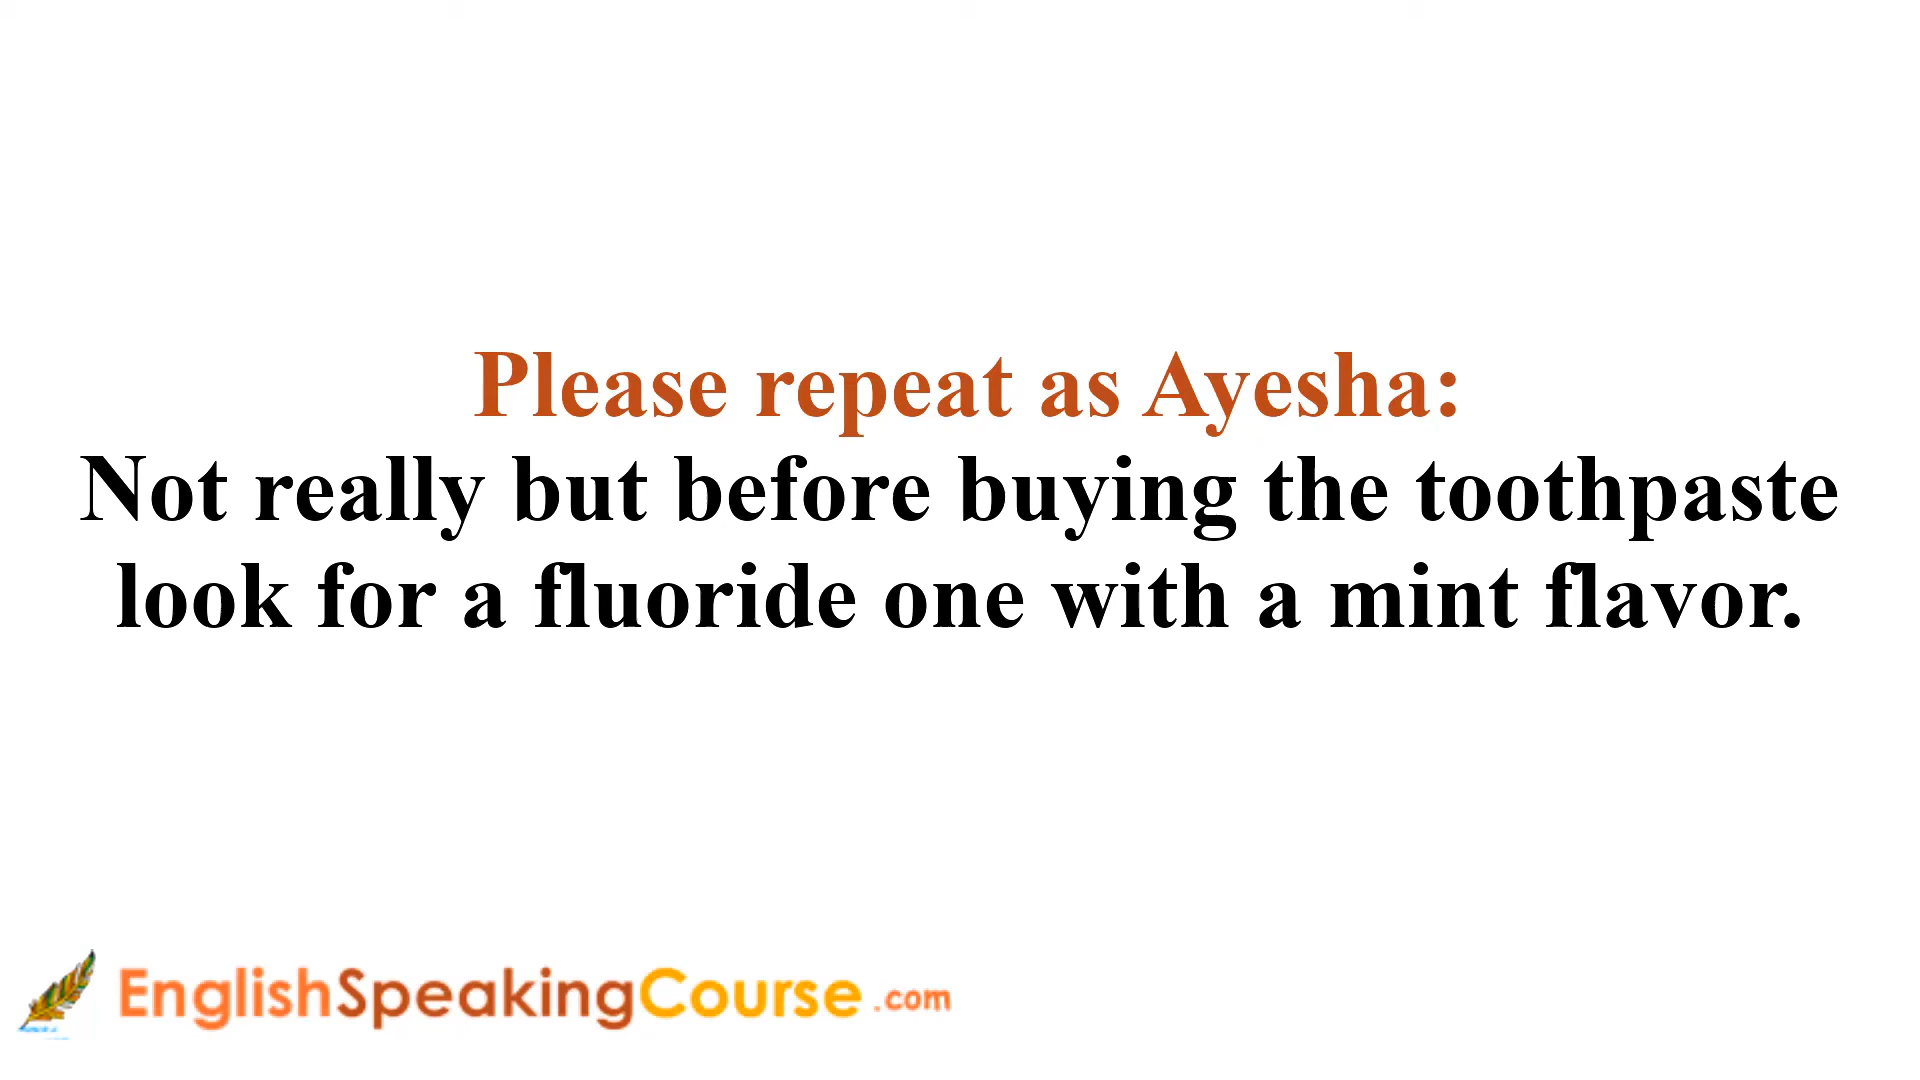 Please repeat as Ayesha:
Not really but before buying the toothpaste
look for a fluoride one with a mint flavor.
EnglishSpeakingCourse.com